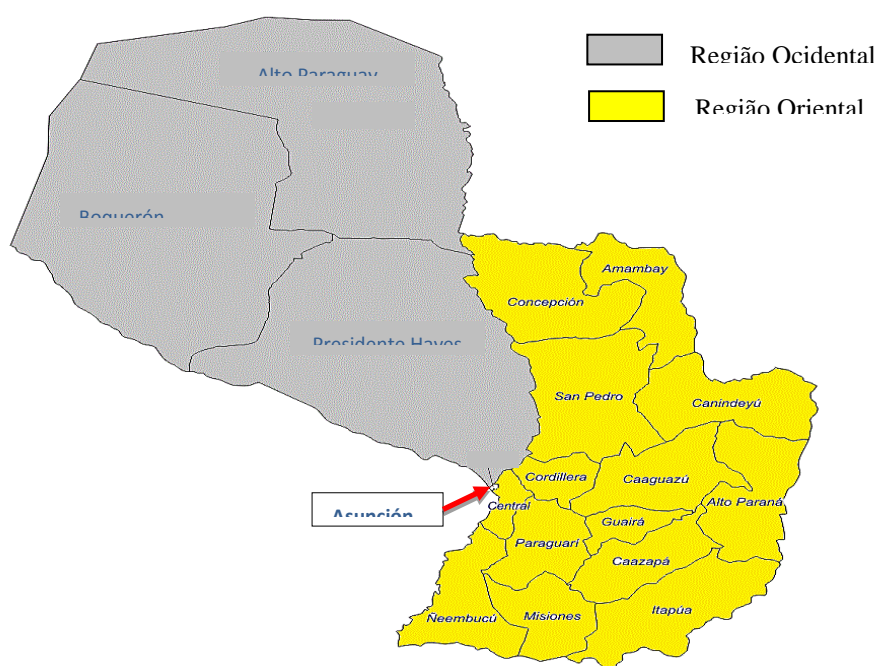 Região Ocidental
Região Oriental
Alto Paraguay
Boquerón
Presidente Hayes
Asunción
Concepción
Amambay
San Pedro
Canindeyú
Cordillera
Caaguazú
Central
Alto Paraná
Guairá
Paraguarí
Caazapá
Ñeembucú
Misiones
Itapúa